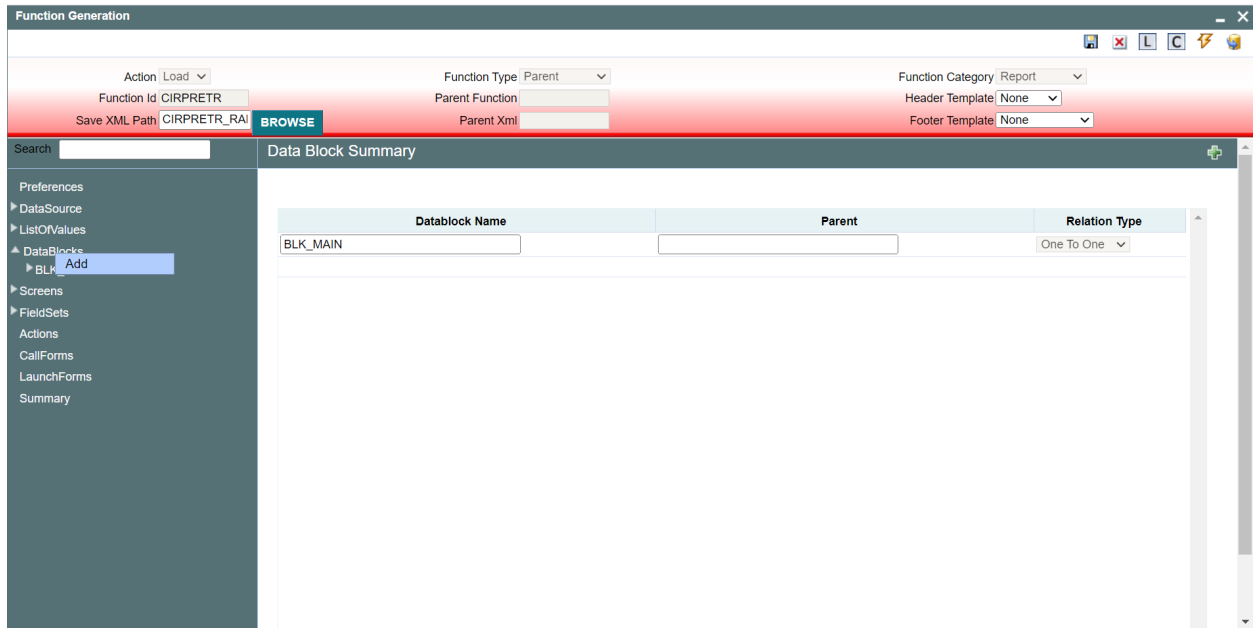 Function Generation
L C
Action Load Function Type Parent Function Category Report
Function Id CIRPRETR Parent Function Header Template None
Save XML Path CIRPRETR_RAI BROWSE Parent Xml Footer Template None
Search Data Block Summary
Preferences
DataSource
Datablock Name Parent Relation Type
ListOfValues
BLK_MAIN One To One
DataBlocks
Add
BLK
Screens
FieldSets
Actions
CallForms
LaunchForms
Summary